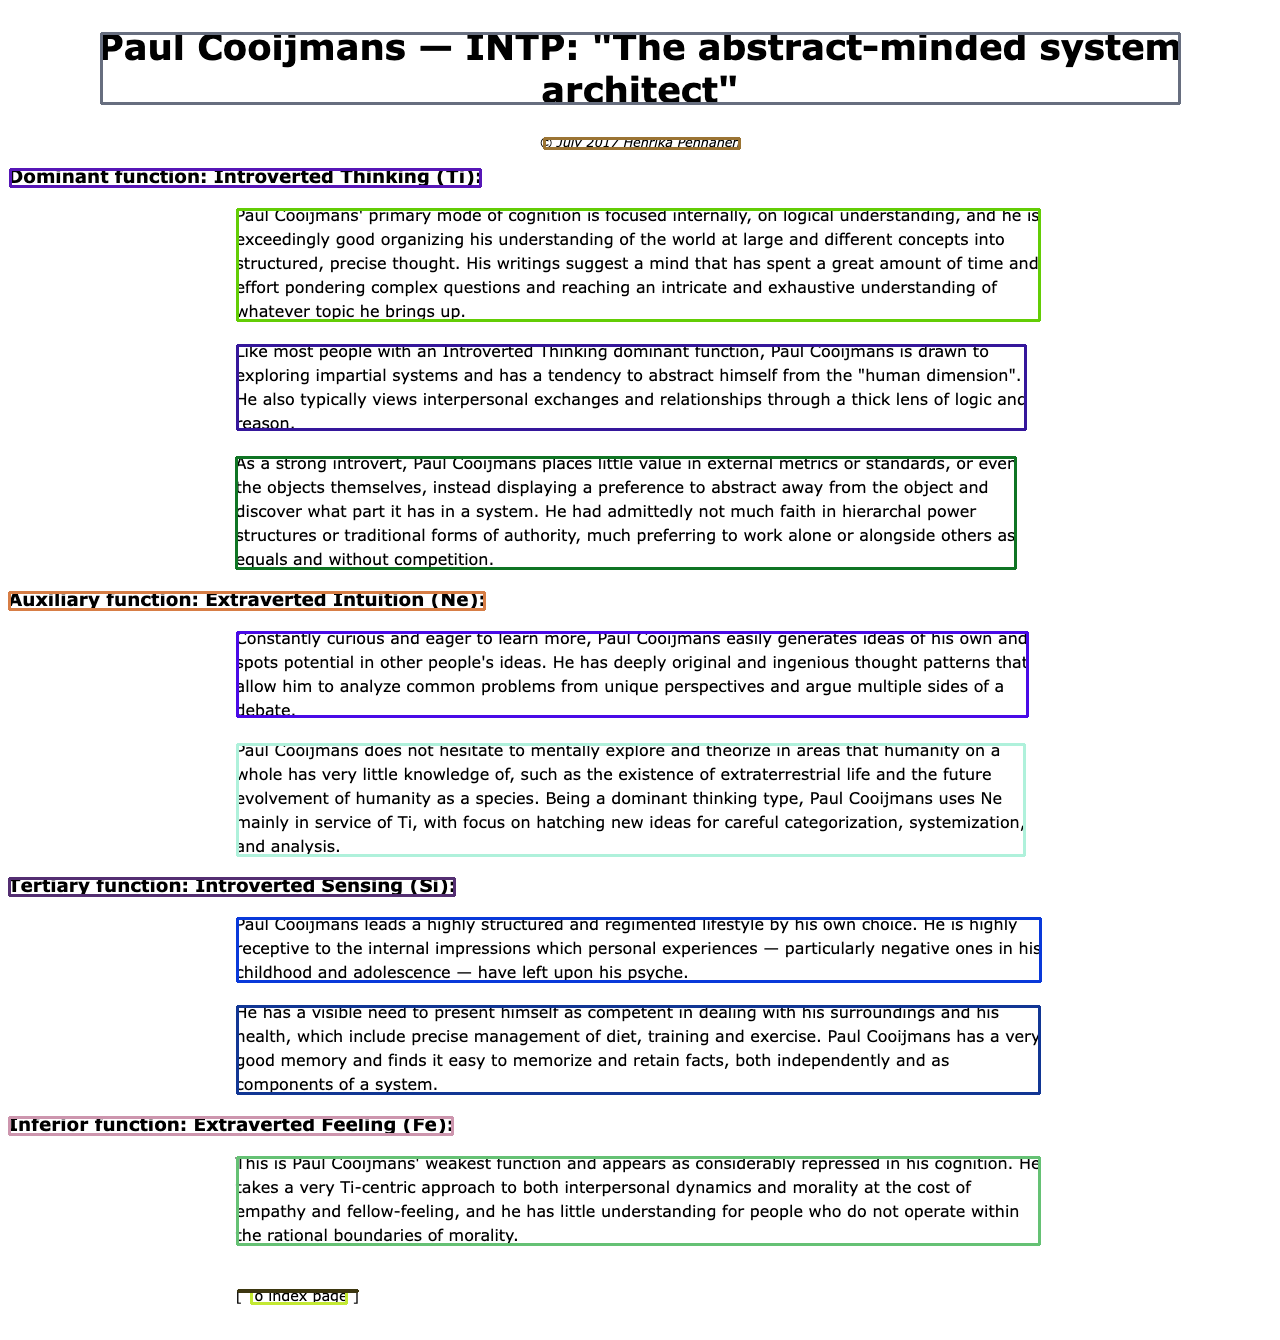 Paul Cooijmans — INTP: "The abstract-minded system
architect"
© July 2017 Henrika Pennanen
Dominant function: Introverted Thinking (Ti):
Paul Cooijmans' primary mode of cognition is focused internally, on logical understanding, and he is
exceedingly good organizing his understanding of the world at large and different concepts into
structured, precise thought. His writings suggest a mind that has spent a great amount of time and
effort pondering complex questions and reaching an intricate and exhaustive understanding of
whatever topic he brings up.
Like most people with an Introverted Thinking dominant function, Paul Cooijmans is drawn to
exploring impartial systems and has a tendency to abstract himself from the "human dimension".
He also typically views interpersonal exchanges and relationships through a thick lens of logic and
reason.
As a strong introvert, Paul Cooijmans places little value in external metrics or standards, or even
the objects themselves, instead displaying a preference to abstract away from the object and
discover what part it has in a system. He had admittedly not much faith in hierarchal power
structures or traditional forms of authority, much preferring to work alone or alongside others as
equals and without competition.
Auxiliary function: Extraverted Intuition (Ne):
Constantly curious and eager to learn more, Paul Cooijmans easily generates ideas of his own and
spots potential in other people's ideas. He has deeply original and ingenious thought patterns that
allow him to analyze common problems from unique perspectives and argue multiple sides of a
debate.
Paul Cooijmans does not hesitate to mentally explore and theorize in areas that humanity on a
whole has very little knowledge of, such as the existence of extraterrestrial life and the future
evolvement of humanity as a species. Being a dominant thinking type, Paul Cooijmans uses Ne
mainly in service of Ti, with focus on hatching new ideas for careful categorization, systemization,
and analysis.
Tertiary function: Introverted Sensing (Si):
Paul Cooijmans leads a highly structured and regimented lifestyle by his own choice. He is highly
receptive to the internal impressions which personal experiences — particularly negative ones in his
childhood and adolescence — have left upon his psyche.
He has a visible need to present himself as competent in dealing with his surroundings and his
health, which include precise management of diet, training and exercise. Paul Cooijmans has a very
good memory and finds it easy to memorize and retain facts, both independently and as
components of a system.
Inferior function: Extraverted Feeling (Fe):
This is Paul Cooijmans' weakest function and appears as considerably repressed in his cognition. He
takes a very Ti-centric approach to both interpersonal dynamics and morality at the cost of
empathy and fellow-feeling, and he has little understanding for people who do not operate within
the rational boundaries of morality.
[ To index page ]